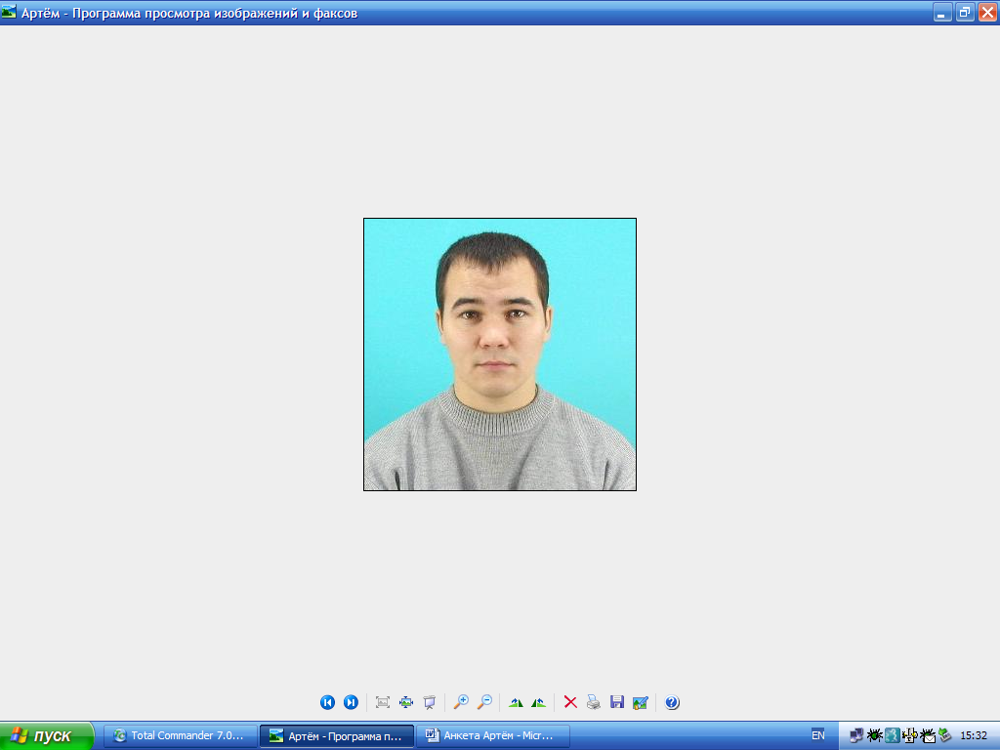 Артём - Программа просмотра изображений и факсов
пуск
Total Commander 7.0...
Артём - Программа п...
Анкета Артём - Micr...
EN
15:32